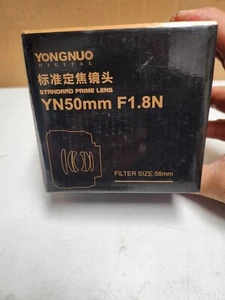 YONGNUO
DIGITAL
标准定焦镜头
STANDARD PRIME LENS
YN50mm F1.8N
FILTER SIZE:58mm